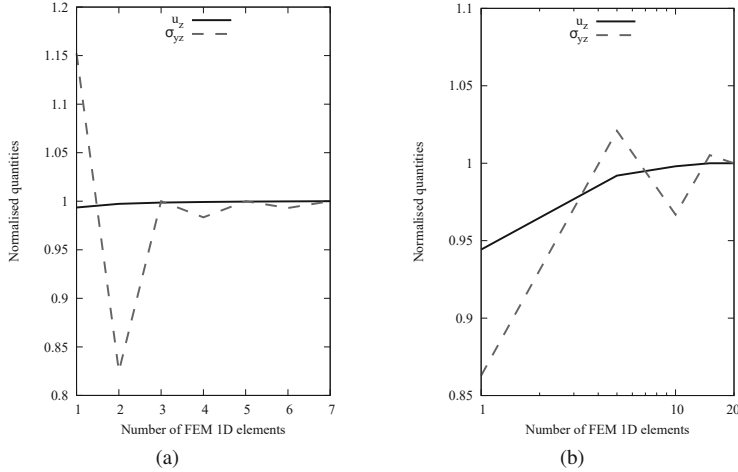 u_z
σ_yz
1.2
1.15
1.1
1.05
1
0.95
0.9
0.85
0.8
Normalised quantities
1 2 3 4 5 6 7
Number of FEM 1D elements
(a)
u_z
σ_yz
1.1
1.05
1
0.95
0.9
0.85
Normalised quantities
1 10 20
Number of FEM 1D elements
(b)